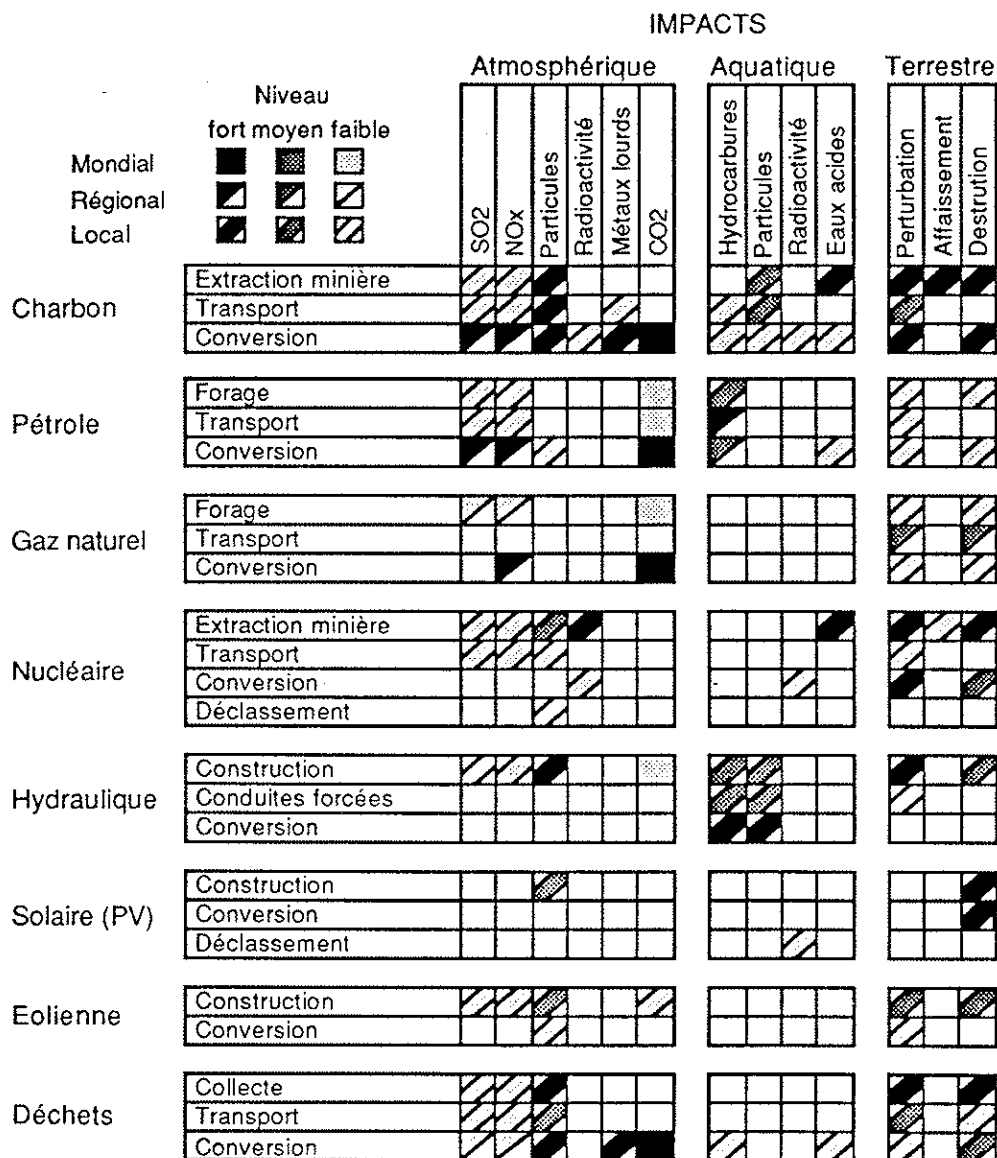 IMPACTS
Atmosphérique Aquatique Terrestre
Niveau
fort moyen faible
Mondial
Régional
Local
SO2
NOx
Particules
Radioactivité
Métaux lourds
CO2
Hydrocarbures
Particules
Radioactivité
Eaux acides
Perturbation
Affaissement
Destrution
Charbon
Extraction minière
Transport
Conversion
Pétrole
Forage
Transport
Conversion
Gaz naturel
Forage
Transport
Conversion
Nucléaire
Extraction minière
Transport
Conversion
Déclassement
Hydraulique
Construction
Conduites forcées
Conversion
Solaire (PV)
Construction
Conversion
Déclassement
Eolienne
Construction
Conversion
Déchets
Collecte
Transport
Conversion